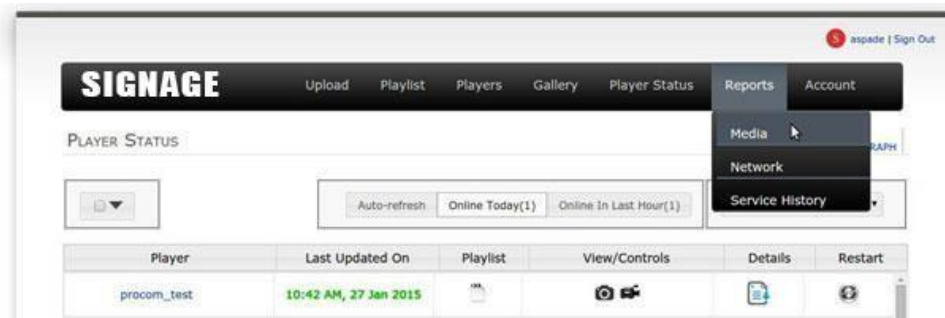 S aspade | Sign Out
SIGNAGE Upload Playlist Players Gallery Player Status Reports Account
PLAYER STATUS
Media
RAPH
Network
Auto-refresh Online Today(1) Online In Last Hour(1)
Service History
Player Last Updated On Playlist View/Controls Details Restart
procom_test 10:42 AM, 27 Jan 2015